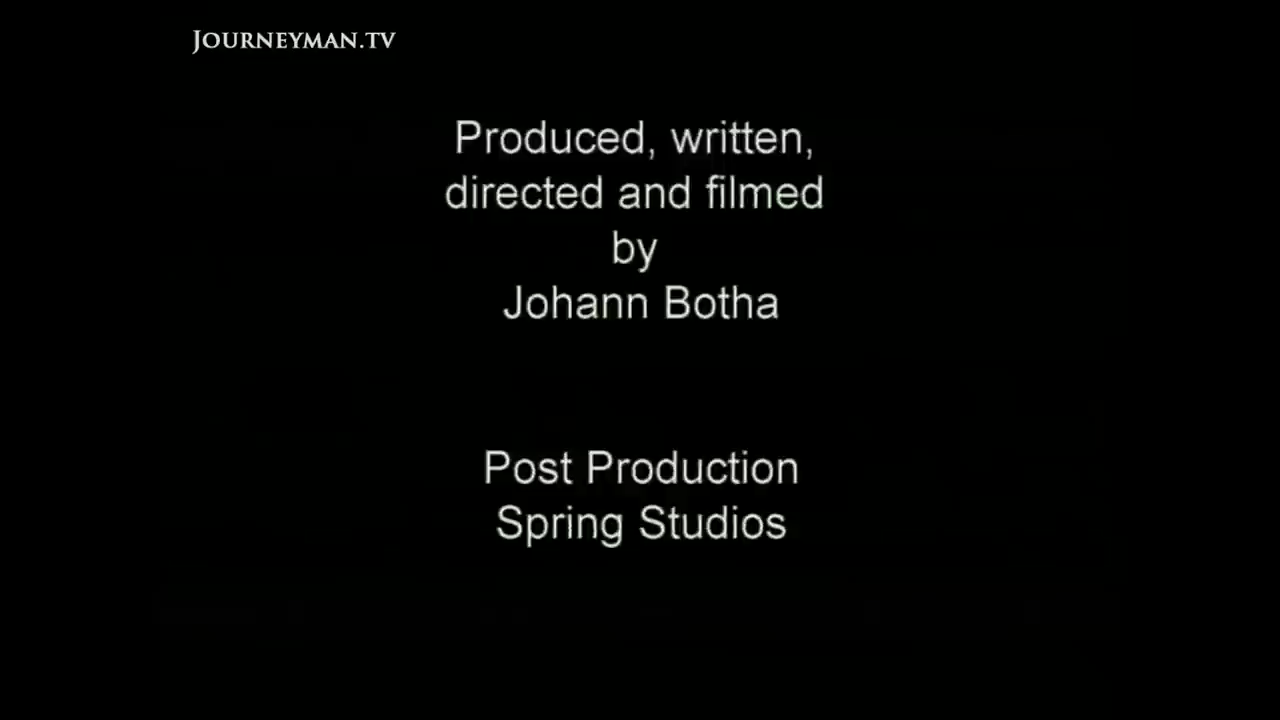 JOURNEYMAN.TV
Produced, written,
directed and filmed
by
Johann Botha
Post Production
Spring Studios